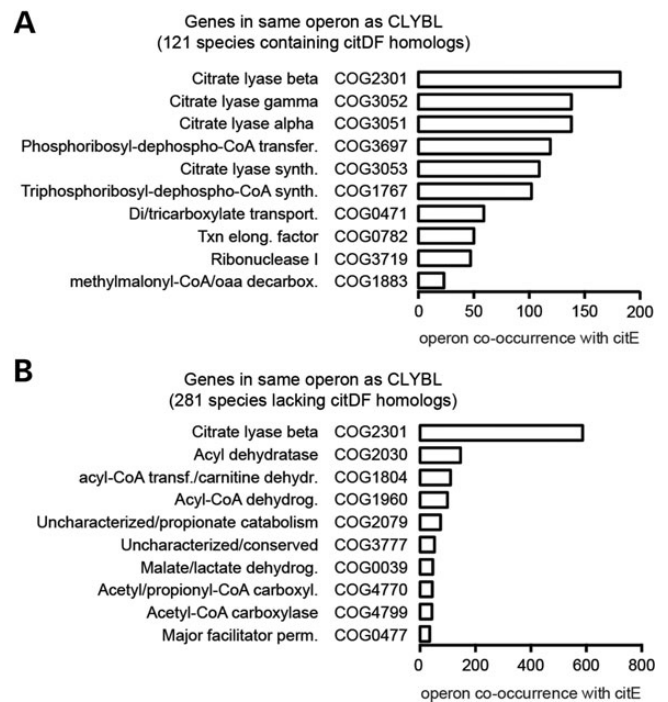 A
Genes in same operon as CLYBL
(121 species containing citDF homologs)
Citrate lyase beta COG2301
Citrate lyase gamma COG3052
Citrate lyase alpha COG3051
Phosphoribosyl-dephospho-CoA transfer. COG3697
Citrate lyase synth. COG3053
Triphosphoribosyl-dephospho-CoA synth. COG1767
Di/tricarboxylate transport. COG0471
Txn elong. factor COG0782
Ribonuclease I COG3719
methylmalonyl-CoA/oaa decarbox. COG1883
0 50 100 150 200
operon co-occurrence with citE
B
Genes in same operon as CLYBL
(281 species lacking citDF homologs)
Citrate lyase beta COG2301
Acyl dehydratase COG2030
acyl-CoA transf./carnitine dehydr. COG1804
Acyl-CoA dehydrog. COG1960
Uncharacterized/propionate catabolism COG2079
Uncharacterized/conserved COG3777
Malate/lactate dehydrog. COG0039
Acetyl/propionyl-CoA carboxyl. COG4770
Acetyl-CoA carboxylase COG4799
Major facilitator perm. COG0477
0 200 400 600 800
operon co-occurrence with citE